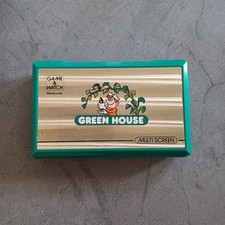 GAME &
WATCH
GREEN HOUSE
MULTI SCREEN